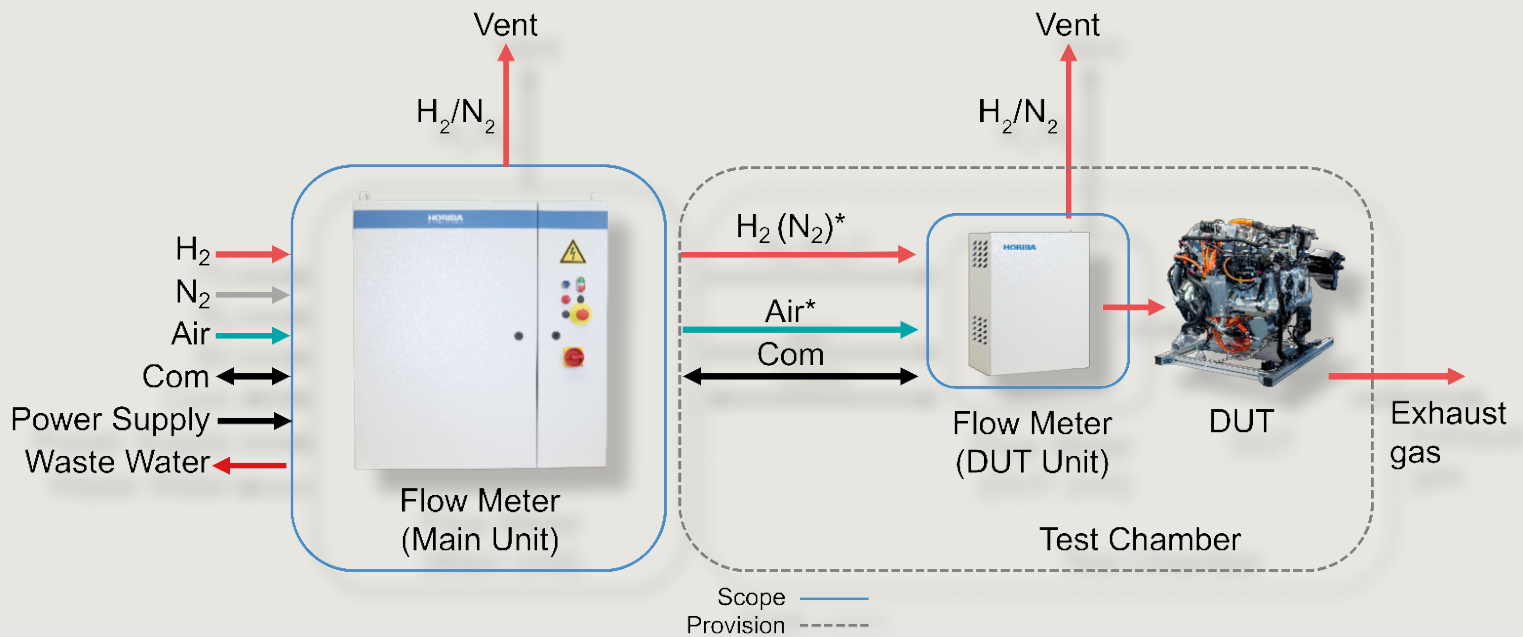 Vent
Vent
H₂/N₂
H₂/N₂
HORIBA
H₂
H₂ (N₂)*
HORIBA
N₂
Air
Air*
Com
Com
Power Supply
Waste Water
Flow Meter
(Main Unit)
Flow Meter
(DUT Unit)
DUT
Exhaust
gas
Test Chamber
Scope
Provision